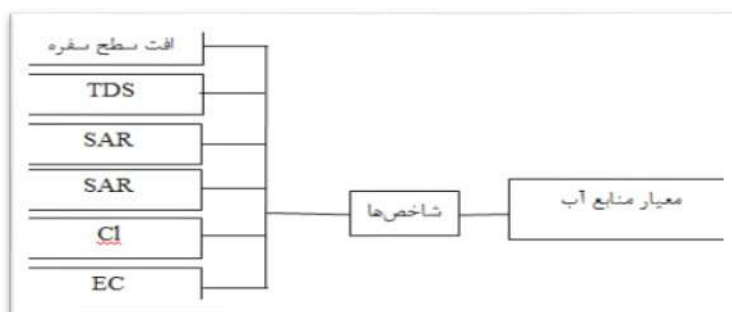 افت سطح سفره
TDS
SAR
SAR
Cl
EC
شاخص‌ها
معیار منابع آب